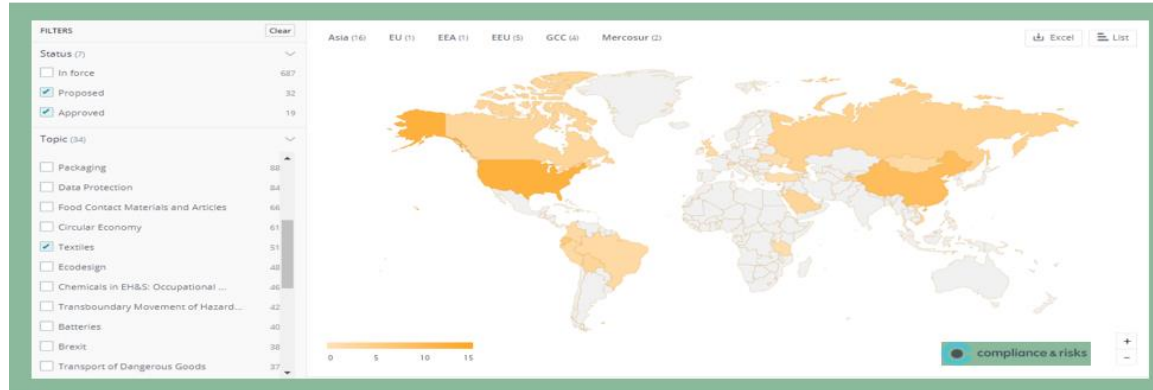 FILTERS
Clear
Status (7)
In force 687
Proposed 32
Approved 19
Topic (34)
Packaging 88
Data Protection 84
Food Contact Materials and Articles 66
Circular Economy 61
Textiles 51
Ecodesign 48
Chemicals in EH&S: Occupational ... 46
Transboundary Movement of Hazard... 42
Batteries 40
Brexit 38
Transport of Dangerous Goods 37
Asia (16) EU (1) EEA (1) EEU (5) GCC (4) Mercosur (2)
Excel
List
0 5 10 15
compliance & risks
+
−